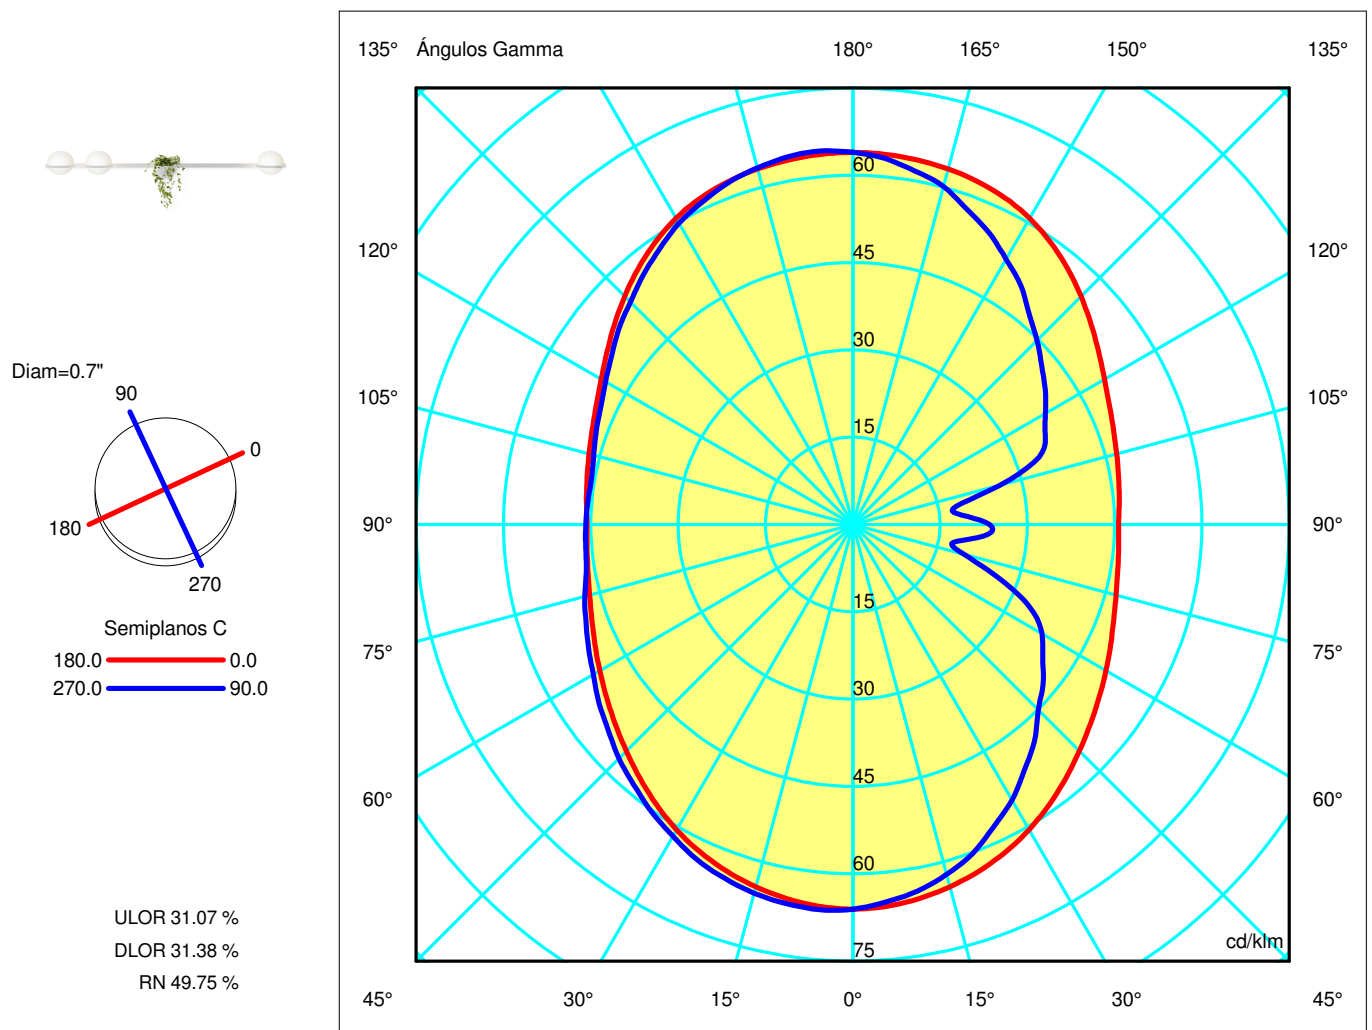 135° Ángulos Gamma 180° 165° 150° 135°
60
120° 120°
45
30
Diam=0.7"
90
105° 105°
15
0
180
90° 90°
270
15
Semiplanos C
75° 75°
180.0 0.0
270.0 90.0
30
45
60° 60°
60
ULOR 31.07 %
DLOR 31.38 %
RN 49.75 %
cd/klm
75
45° 30° 15° 0° 15° 30° 45°